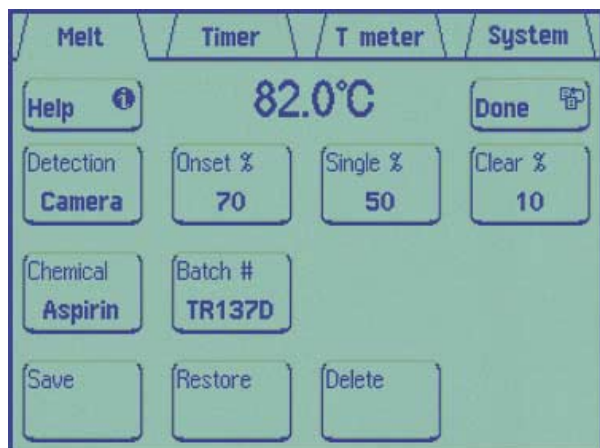 Melt Timer T meter System
Help 82.0°C Done
Detection Onset % Single % Clear %
Camera 70 50 10
Chemical Batch #
Aspirin TR137D
Save Restore Delete